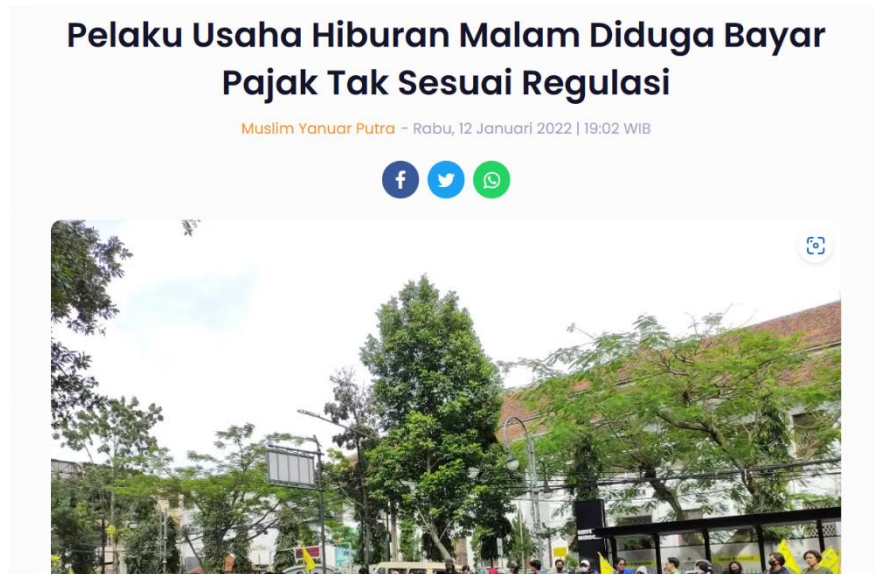 Pelaku Usaha Hiburan Malam Diduga Bayar
Pajak Tak Sesuai Regulasi
Muslim Yanuar Putra - Rabu, 12 Januari 2022 | 19:02 WIB